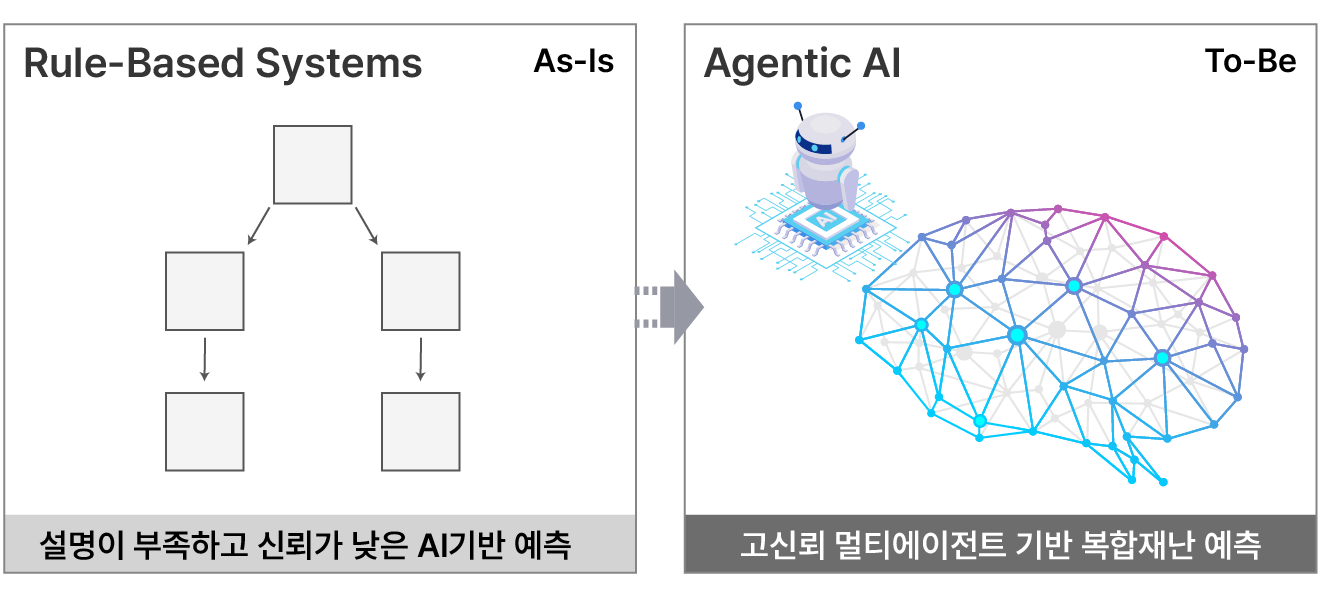 Rule-Based Systems
As-Is
설명이 부족하고 신뢰가 낮은 AI기반 예측
Agentic AI
To-Be
AI
고신뢰 멀티에이전트 기반 복합재난 예측